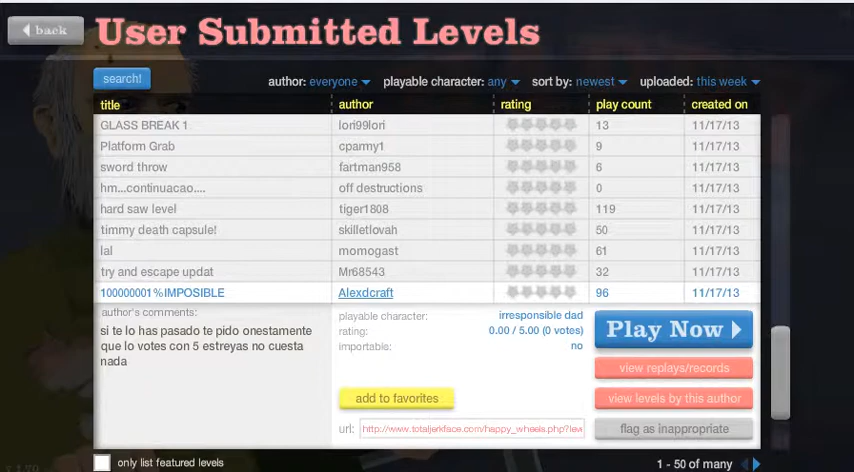 back
User Submitted Levels
search!
author: everyone playable character: any sort by: newest uploaded: this week
title author rating play count created on
GLASS BREAK 1 lori99lori 13 11/17/13
Platform Grab cparmy1 9 11/17/13
sword throw fartman958 6 11/17/13
hm...continuacao.... off destructions 0 11/17/13
hard saw level tiger1808 119 11/17/13
timmy death capsule! skilletlovah 50 11/17/13
lal momogast 61 11/17/13
try and escape updat Mr68543 32 11/17/13
100000001%IMPOSIBLE Alexdcraft 96 11/17/13
author's comments:
si te lo has pasado te pido onestamente
que lo votes con 5 estreyas no cuesta
nada
playable character: irresponsible dad
rating: 0.00 / 5.00 (0 votes)
importable: no
add to favorites
url: http://www.totaljerkface.com/happy_wheels.php?lev
Play Now
view replays/records
view levels by this author
flag as inappropriate
only list featured levels
1 - 50 of many